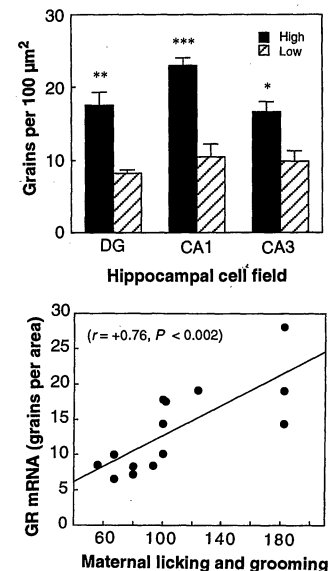 30
20
10
0
Grains per 100 µm²
High
Low
**
***
*
DG CA1 CA3
Hippocampal cell field
30
25
20
15
10
5
0
GR mRNA (grains per area)
(r = +0.76, P < 0.002)
60 100 140 180
Maternal licking and grooming